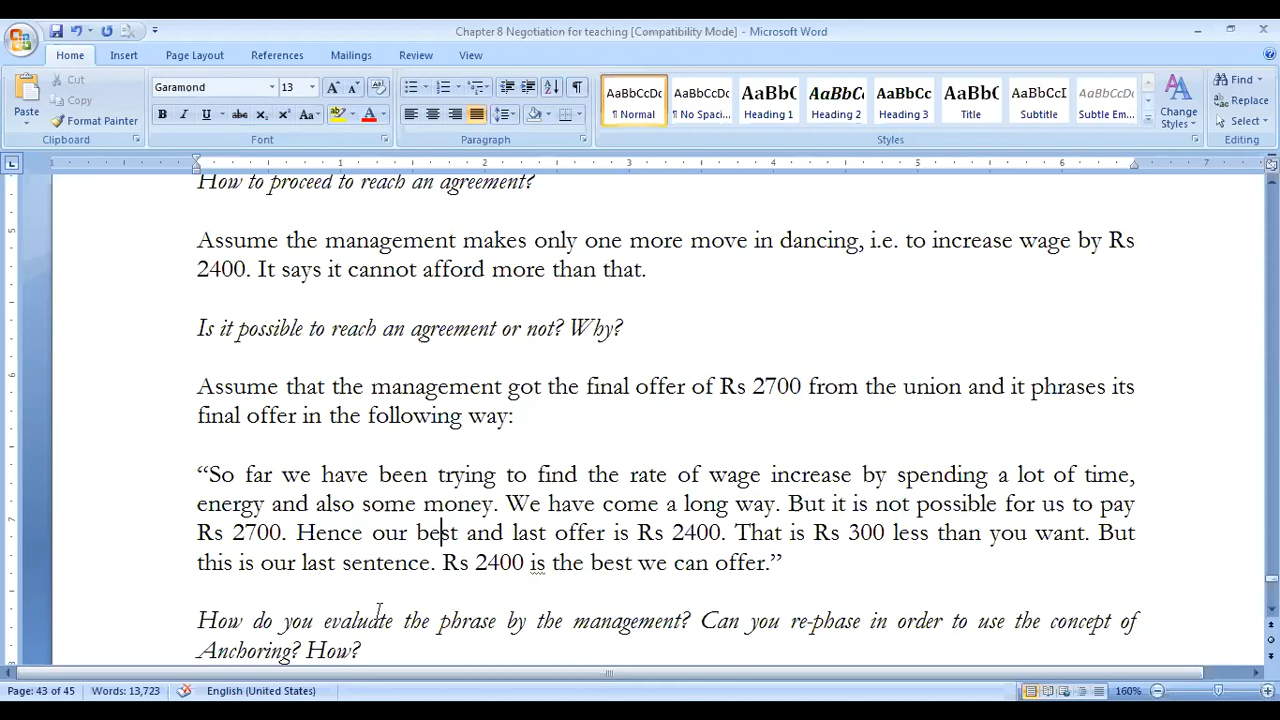 Chapter 8 Negotiation for teaching [Compatibility Mode] - Microsoft Word
Home Insert Page Layout References Mailings Review View
Paste
Cut
Copy
Format Painter
Clipboard
Garamond 13
B I U abc x₂ x² Aa
Font
Paragraph
AaBbCcDc AaBbCcDc AaBbC AaBbCc AaBbCc AaBbC AaBbCcI AaBbCcDc
¶ Normal ¶ No Spaci... Heading 1 Heading 2 Heading 3 Title Subtitle Subtle Em...
Change Styles
Styles
Find
Replace
Select
Editing
1 2 3 4 5 6 7
How to proceed to reach an agreement?
Assume the management makes only one more move in dancing, i.e. to increase wage by Rs
2400. It says it cannot afford more than that.
Is it possible to reach an agreement or not? Why?
Assume that the management got the final offer of Rs 2700 from the union and it phrases its
final offer in the following way:
“So far we have been trying to find the rate of wage increase by spending a lot of time,
energy and also some money. We have come a long way. But it is not possible for us to pay
Rs 2700. Hence our best and last offer is Rs 2400. That is Rs 300 less than you want. But
this is our last sentence. Rs 2400 is the best we can offer.”
How do you evaluate the phrase by the management? Can you re-phase in order to use the concept of
Anchoring? How?
Page: 43 of 45 Words: 13,723 English (United States) 160%